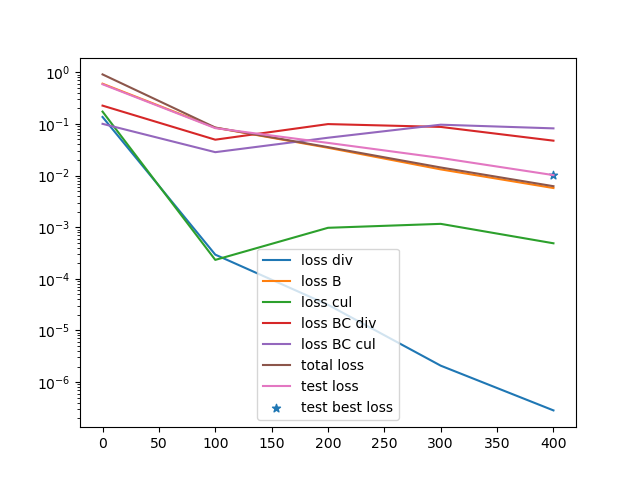 10^0
10^-1
10^-2
10^-3
10^-4
10^-5
10^-6
loss div
loss B
loss cul
loss BC div
loss BC cul
total loss
test loss
test best loss
0 50 100 150 200 250 300 350 400